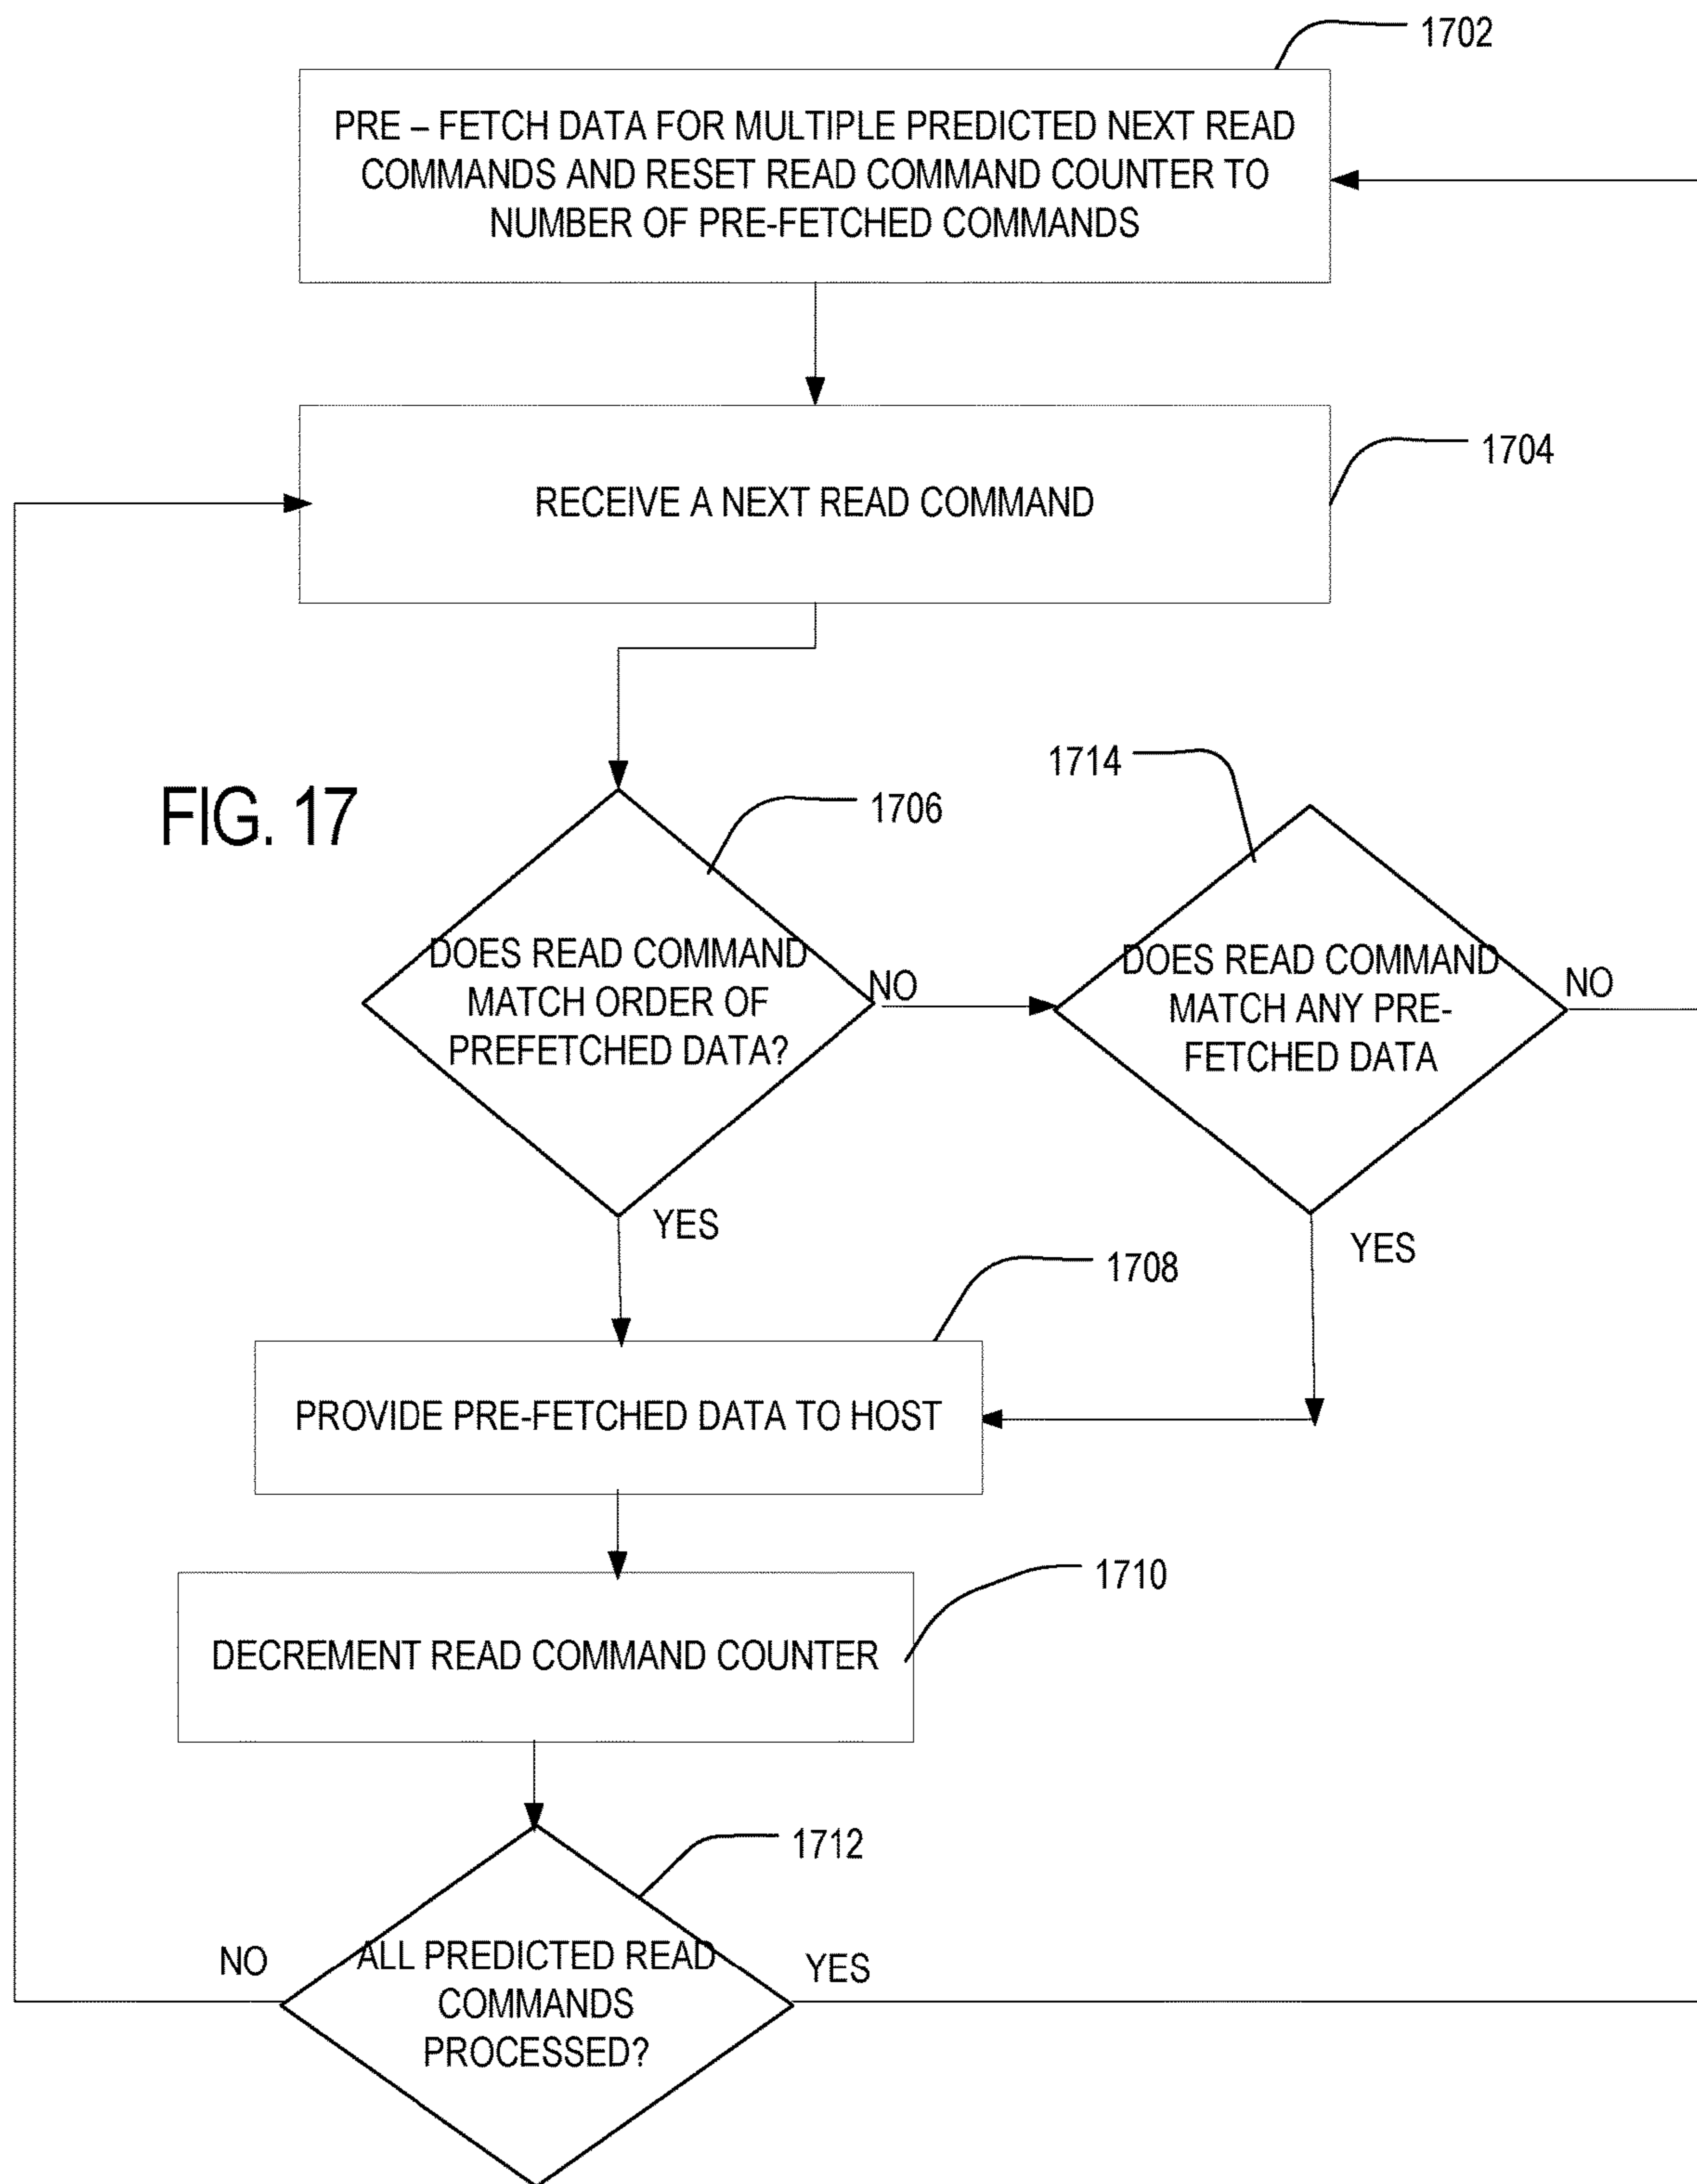 1702
PRE – FETCH DATA FOR MULTIPLE PREDICTED NEXT READ
COMMANDS AND RESET READ COMMAND COUNTER TO
NUMBER OF PRE-FETCHED COMMANDS
1704
RECEIVE A NEXT READ COMMAND
FIG. 17
1706
DOES READ COMMAND
MATCH ORDER OF
PREFETCHED DATA?
NO
YES
1714
DOES READ COMMAND
MATCH ANY PRE-
FETCHED DATA
NO
YES
1708
PROVIDE PRE-FETCHED DATA TO HOST
1710
DECREMENT READ COMMAND COUNTER
1712
ALL PREDICTED READ
COMMANDS
PROCESSED?
NO
YES